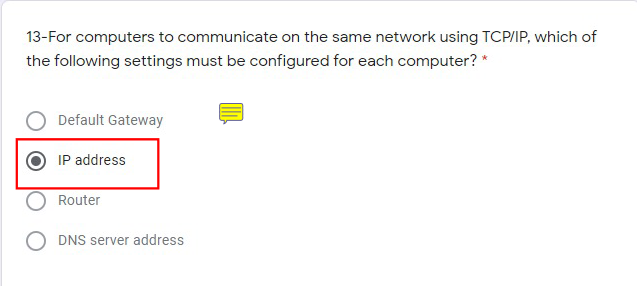 13-For computers to communicate on the same network using TCP/IP, which of
the following settings must be configured for each computer? *
Default Gateway
IP address
Router
DNS server address